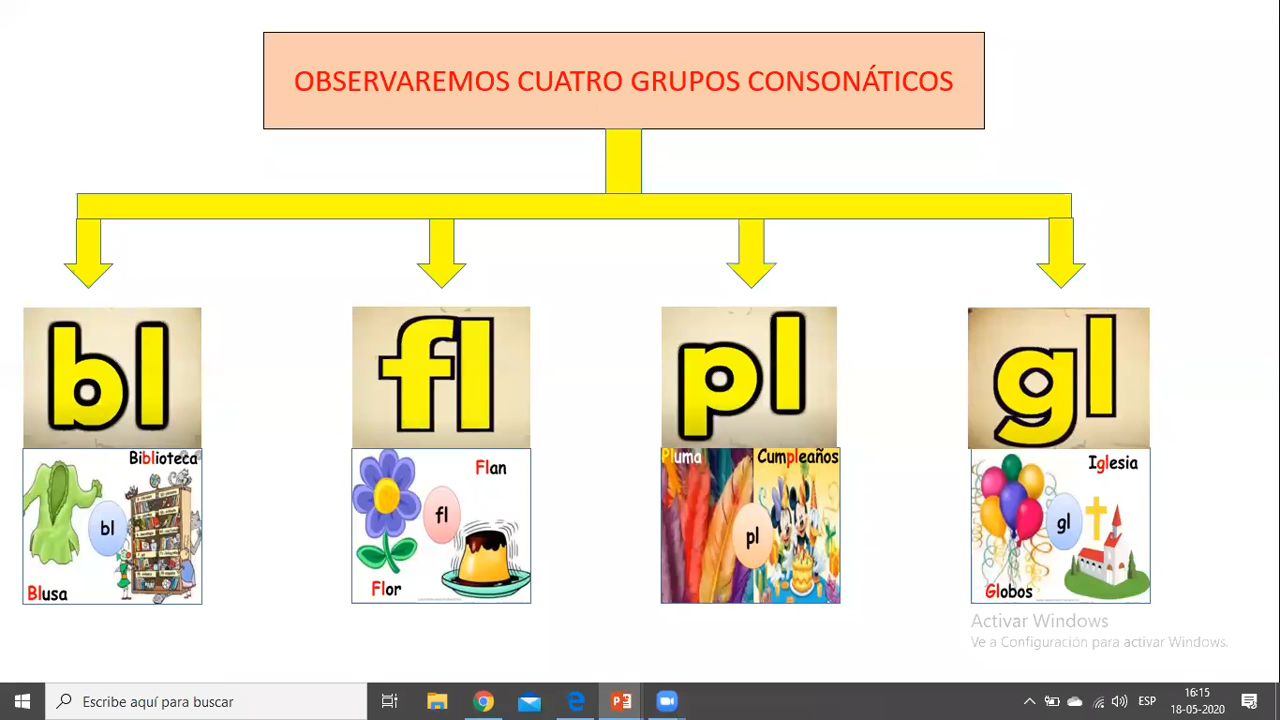 OBSERVAREMOS CUATRO GRUPOS CONSONÁTICOS
bl
fl
pl
gl
Biblioteca
bl
Blusa
Flan
fl
Flor
Pluma
Cumpleaños
pl
Iglesia
gl
Globos
Activar Windows
Ve a Configuración para activar Windows.
Escribe aquí para buscar
ESP
16:15
18-05-2020